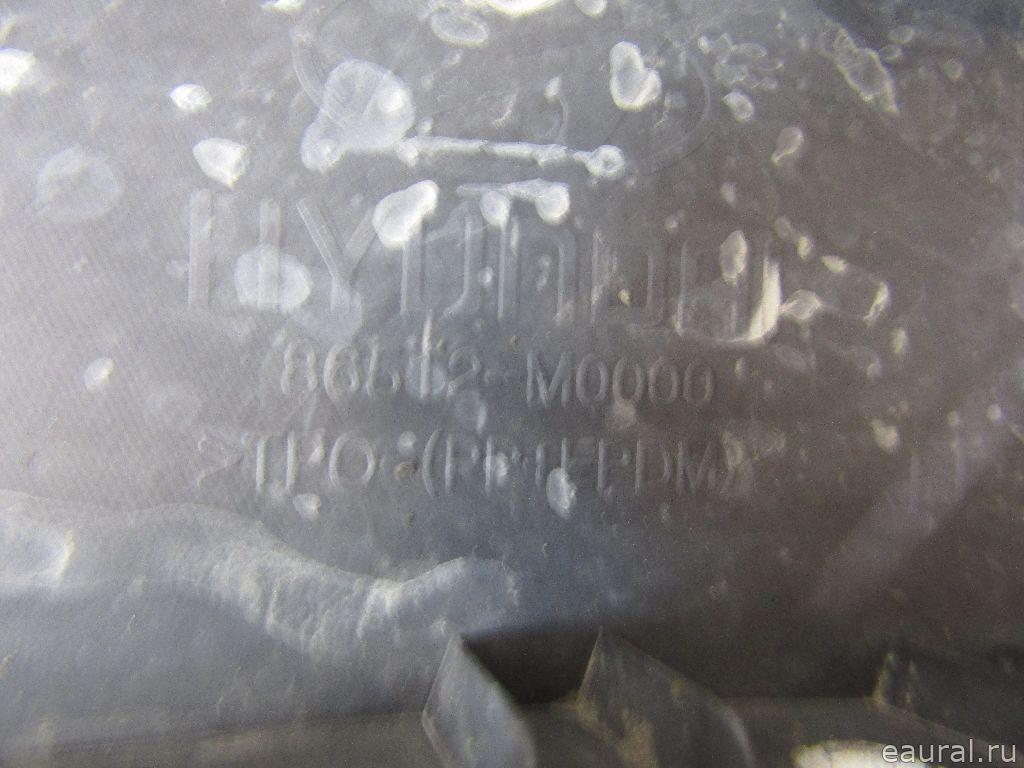 HYUNDAI
86512-M0000
>TPO-(PP+EPDM)
eaural.ru